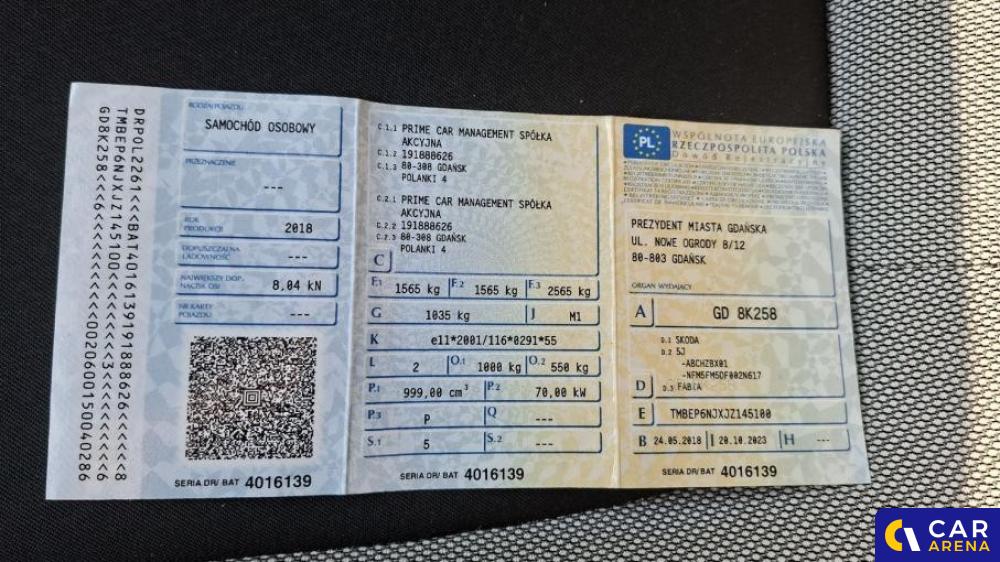 DRPOL2261<<BAT4016139191888626<<<<<<<8
RODZAJ POJAZDU
SAMOCHÓD OSOBOWY
PRZEZNACZENIE
---
ROK
PRODUKCJI
2018
DOPUSZCZALNA
ŁADOWNOŚĆ
---
NAJWIĘKSZY DOP.
NACISK OSI
8,04 kN
NR KARTY
POJAZDU
---
SERIA DR/ BAT 4016139
C.1.1 PRIME CAR MANAGEMENT SPÓŁKA
AKCYJNA
C.1.2 191888626
C.1.3 80-308 GDAŃSK
POLANKI 4
C.2.1 PRIME CAR MANAGEMENT SPÓŁKA
AKCYJNA
C.2.2 191888626
C.2.3 80-308 GDAŃSK
POLANKI 4
C
F.1 1565 kg F.2 1565 kg F.3 2565 kg
G 1035 kg J M1
K e11*2001/116*0291*55
L 2 O.1 1000 kg O.2 550 kg
P.1 999,00 cm³ P.2 70,00 kW
P.3 P Q ---
S.1 5 S.2 ---
SERIA DR/ BAT 4016139
PL
WSPÓLNOTA EUROPEJSKA
RZECZPOSPOLITA POLSKA
Dowód Rejestracyjny
PREZYDENT MIASTA GDAŃSKA
UL. NOWE OGRODY 8/12
80-803 GDAŃSK
ORGAN WYDAJĄCY
A GD 8K258
D.1 SKODA
D.2 5J
-ABCHZBX01
-NFM5FM5DF002N617
D D.3 FABIA
E TMBEP6NJXJZ145100
B 24.05.2018 I 20.10.2023 H ---
SERIA DR/ BAT 4016139
CAR
ARENA